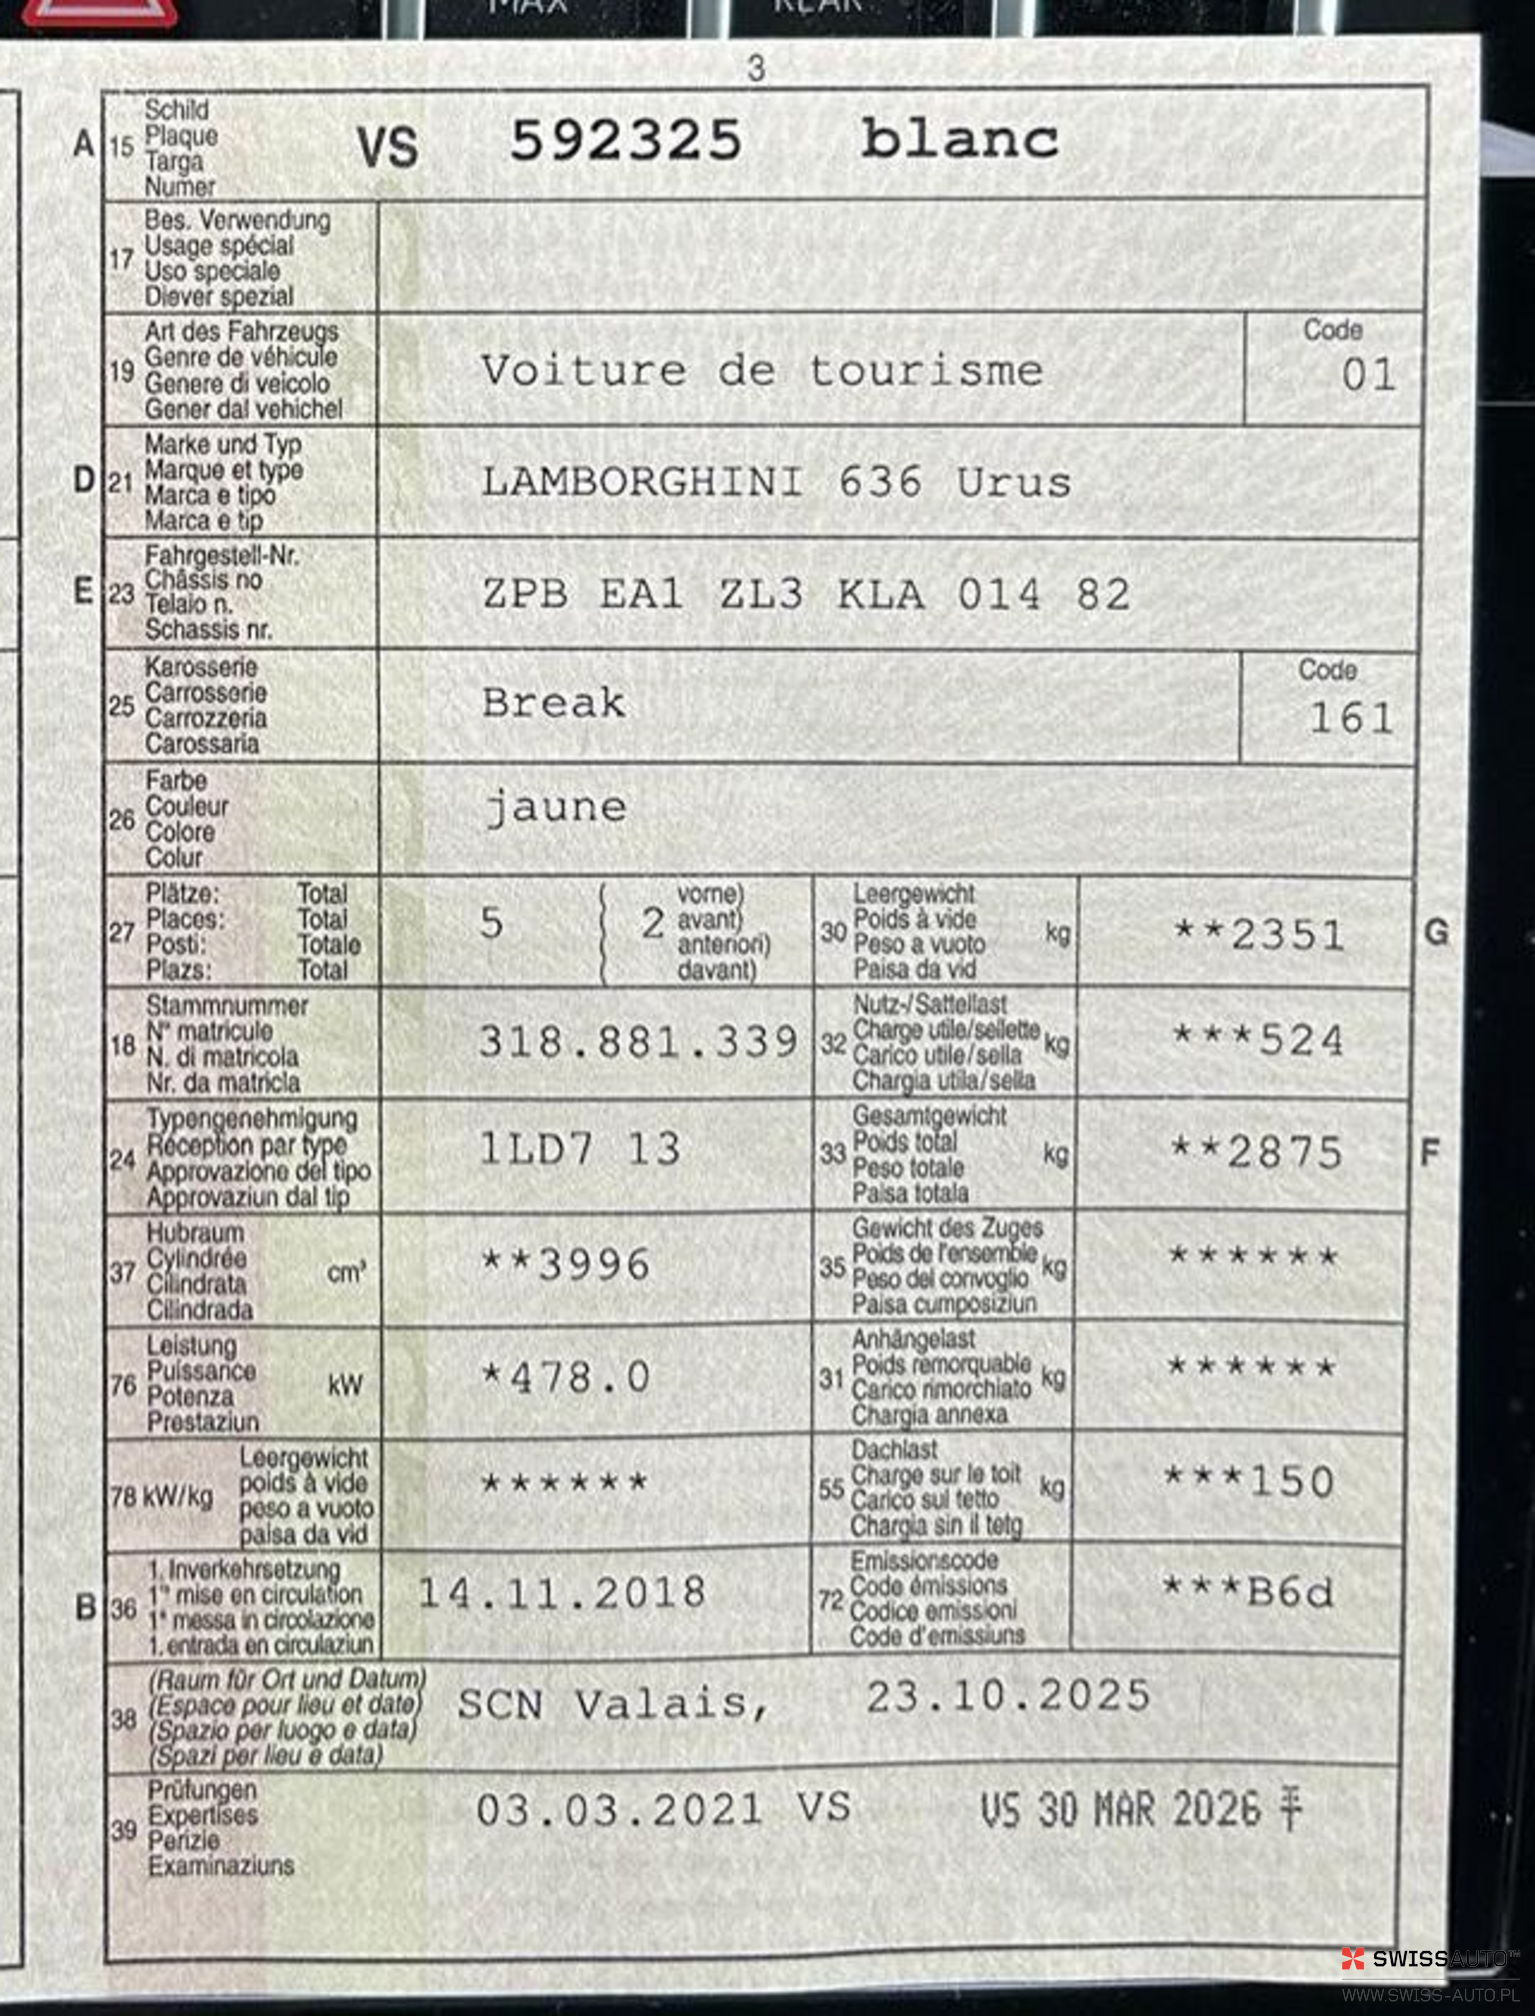 MAX
REAR
3
A 15 Schild
Plaque
Targa
Numer
VS 592325 blanc
17 Bes. Verwendung
Usage spécial
Uso speciale
Diever spezial
19 Art des Fahrzeugs
Genre de véhicule
Genere di veicolo
Gener dal vehichel
Voiture de tourisme
Code
01
D 21 Marke und Typ
Marque et type
Marca e tipo
Marca e tip
LAMBORGHINI 636 Urus
E 23 Fahrgestell-Nr.
Châssis no
Telaio n.
Schassis nr.
ZPB EA1 ZL3 KLA 014 82
25 Karosserie
Carrosserie
Carrozzeria
Carossaria
Break
Code
161
26 Farbe
Couleur
Colore
Colur
jaune
27 Plätze: Total
Places: Total
Posti: Totale
Plazs: Total
5 ( 2 vorne)
avant)
anteriori)
davant)
30 Leergewicht
Poids à vide kg
Peso a vuoto
Paisa da vid
**2351 G
18 Stammnummer
N° matricule
N. di matricola
Nr. da matricla
318.881.339
32 Nutz-/Sattellast
Charge utile/sellette kg
Carico utile/sella
Chargia utila/sella
***524
24 Typengenehmigung
Réception par type
Approvazione del tipo
Approvaziun dal tip
1LD7 13
33 Gesamtgewicht
Poids total kg
Peso totale
Paisa totala
**2875 F
37 Hubraum
Cylindrée cm³
Cilindrata
Cilindrada
**3996
35 Gewicht des Zuges
Poids de l'ensemble kg
Peso del convoglio
Paisa cumposiziun
******
76 Leistung
Puissance kW
Potenza
Prestaziun
*478.0
31 Anhängelast
Poids remorquable kg
Carico rimorchiato
Chargia annexa
******
78 kW/kg Leergewicht
poids à vide
peso a vuoto
paisa da vid
******
55 Dachlast
Charge sur le toit kg
Carico sul tetto
Chargia sin il tetg
***150
B 36 1. Inverkehrsetzung
1re mise en circulation
1a messa in circolazione
1. entrada en circulaziun
14.11.2018
72 Emissionscode
Code émissions
Codice emissioni
Code d'emissiuns
***B6d
38 (Raum für Ort und Datum)
(Espace pour lieu et date)
(Spazio per luogo e data)
(Spazi per lieu e data)
SCN Valais, 23.10.2025
39 Prüfungen
Expertises
Perizie
Examinaziuns
03.03.2021 VS VS 30 MAR 2026
SWISSAUTO™
WWW.SWISS-AUTO.PL